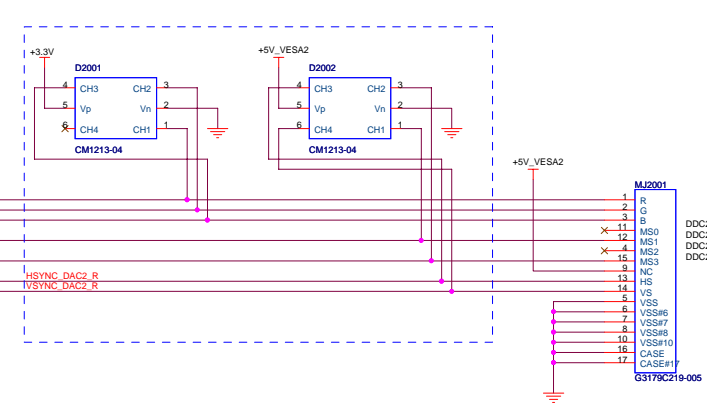 +3.3V
D2001
4 CH3 CH2 3
5 Vp Vn 2
6 CH4 CH1 1
CM1213-04
+5V_VESA2
D2002
4 CH3 CH2 3
5 Vp Vn 2
6 CH4 CH1 1
CM1213-04
+5V_VESA2
MJ2001
1 R
2 G
3 B
11 MS0
12 MS1
4 MS2
15 MS3
9 NC
13 HS
14 VS
5 VSS
6 VSS#6
7 VSS#7
8 VSS#8
10 VSS#10
16 CASE
17 CASE#17
G3179C219-005
HSYNC_DAC2_R
VSYNC_DAC2_R